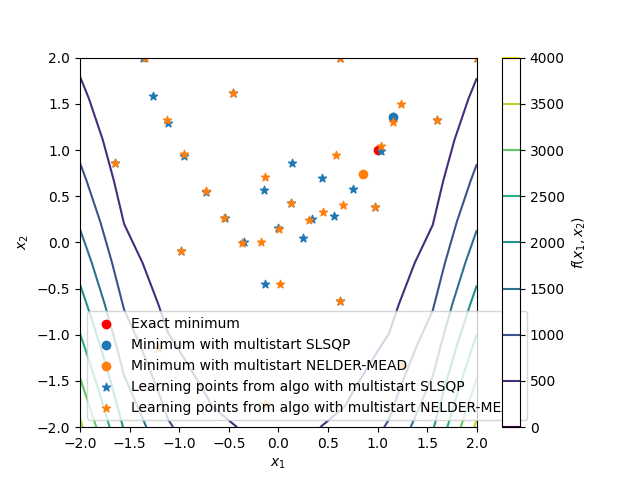 2.0
1.5
1.0
0.5
0.0
−0.5
−1.0
−1.5
−2.0
x₂
Exact minimum
Minimum with multistart SLSQP
Minimum with multistart NELDER-MEAD
Learning points from algo with multistart SLSQP
Learning points from algo with multistart NELDER-ME
−2.0 −1.5 −1.0 −0.5 0.0 0.5 1.0 1.5 2.0
x₁
4000
3500
3000
2500
2000
1500
1000
500
0
f(x₁, x₂)